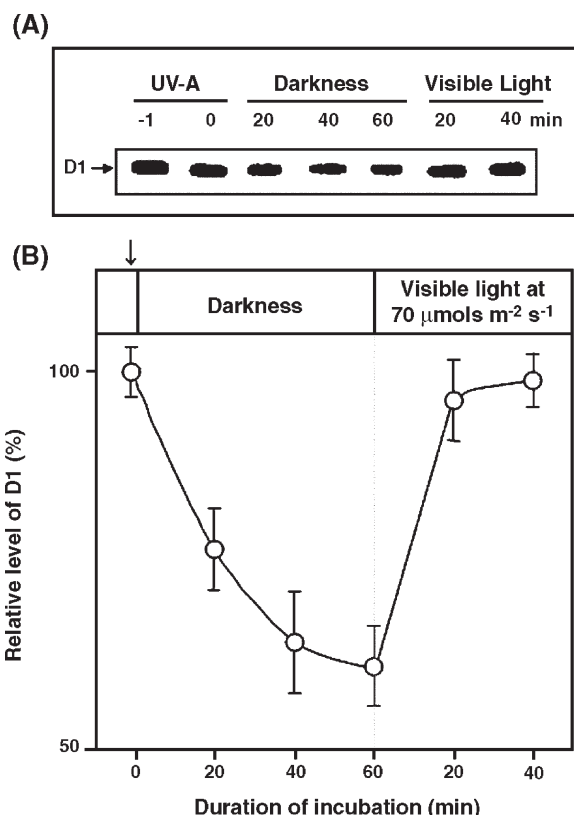 (A)
UV-A Darkness Visible Light
-1 0 20 40 60 20 40 min
D1
(B)
Darkness
Visible light at
70 μmols m-2 s-1
100
50
Relative level of D1 (%)
0 20 40 60 20 40
Duration of incubation (min)